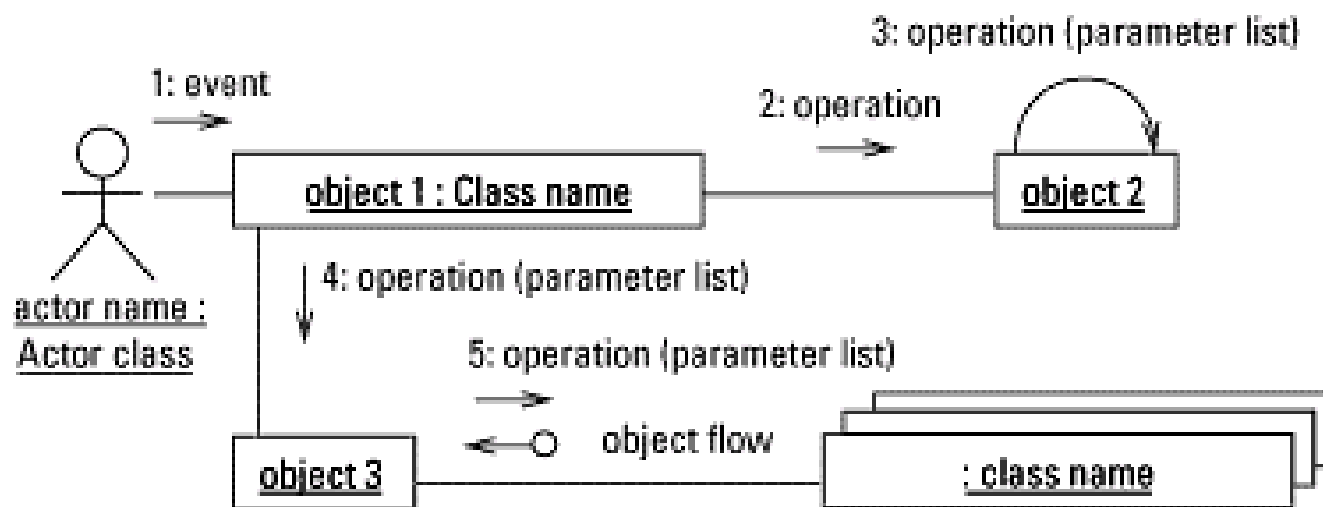 3: operation (parameter list)
1: event
2: operation
object 1 : Class name
object 2
4: operation (parameter list)
actor name :
Actor class
5: operation (parameter list)
object flow
object 3
: class name